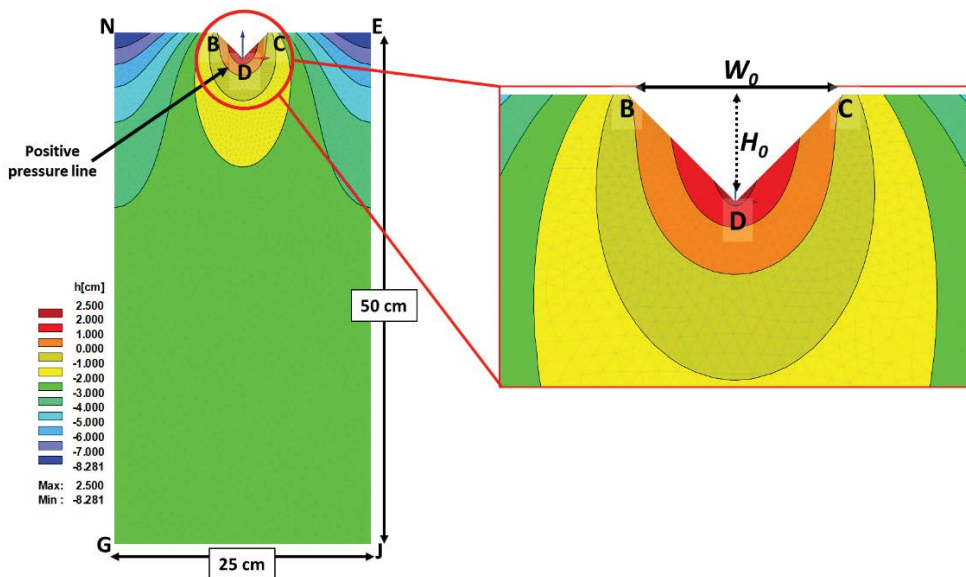 N
E
B
C
D
Positive
pressure line
W₀
B
C
H₀
D
h[cm]
2.500
2.000
1.000
0.000
-1.000
-2.000
-3.000
-4.000
-5.000
-6.000
-7.000
-8.281
Max: 2.500
Min : -8.281
50 cm
G
J
25 cm